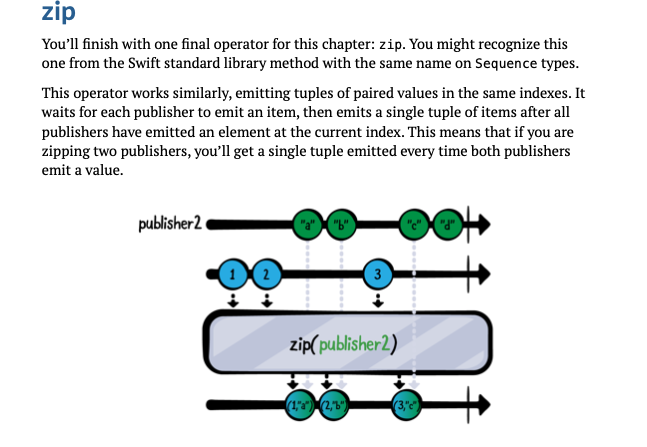 zip
You’ll finish with one final operator for this chapter: zip. You might recognize this
one from the Swift standard library method with the same name on Sequence types.
This operator works similarly, emitting tuples of paired values in the same indexes. It
waits for each publisher to emit an item, then emits a single tuple of items after all
publishers have emitted an element at the current index. This means that if you are
zipping two publishers, you’ll get a single tuple emitted every time both publishers
emit a value.
publisher2 "a" "b" "c" "d"
1 2 3
zip(publisher2)
(1,"a") (2,"b") (3,"c")